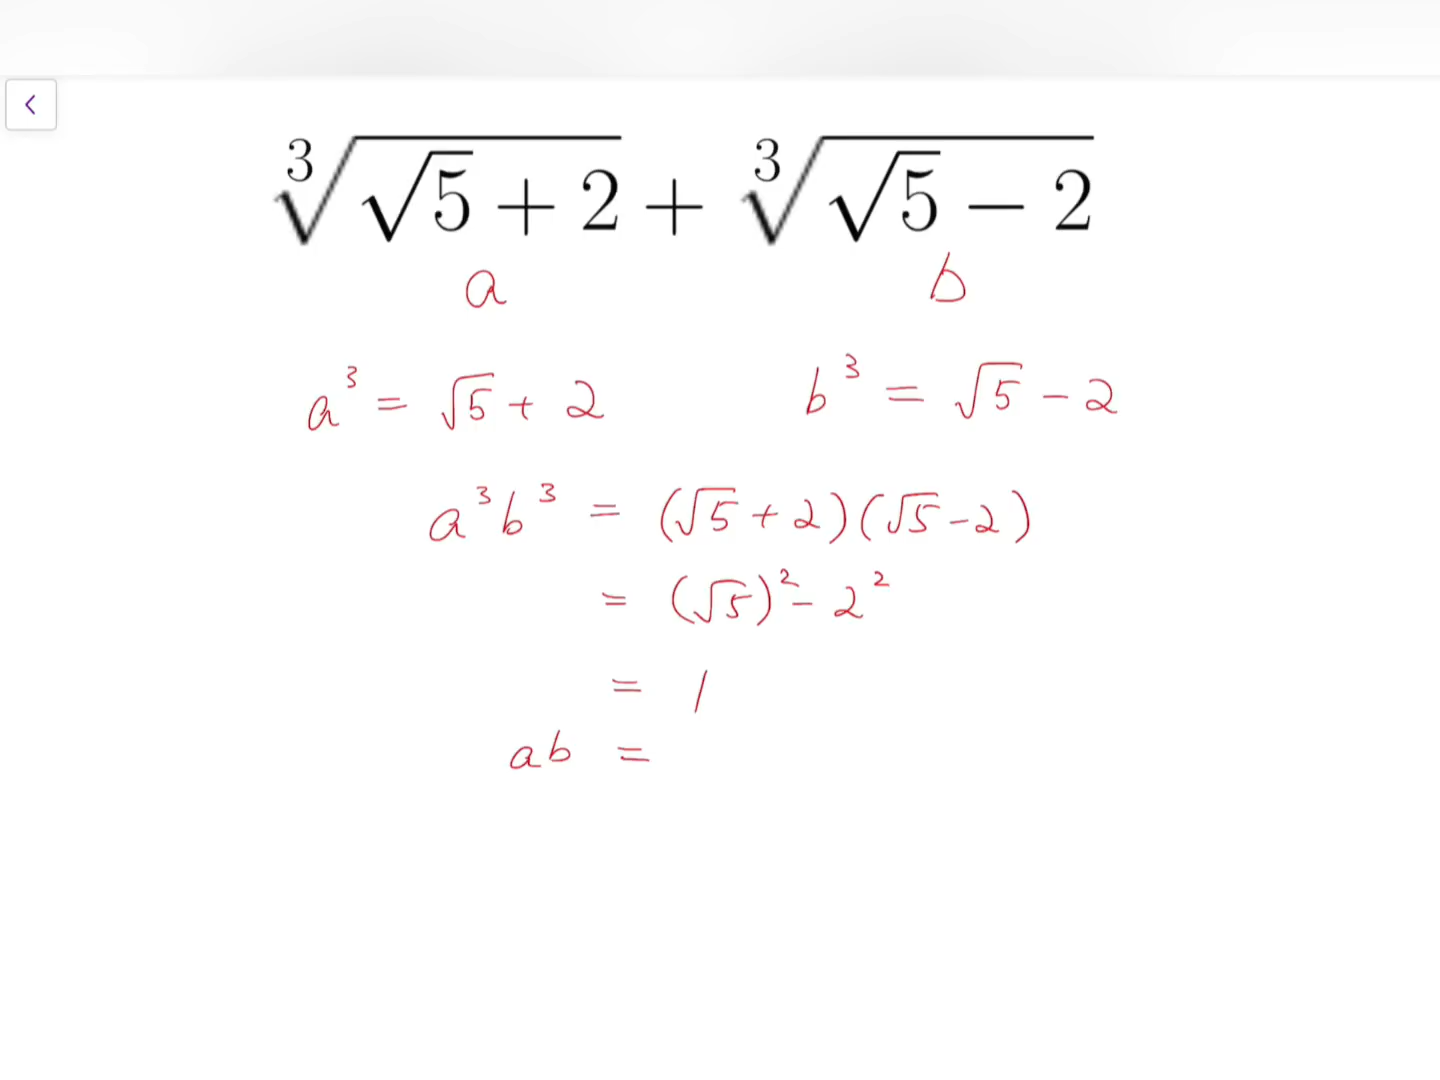 ∛(√5 + 2) + ∛(√5 − 2)
a b
a³ = √5 + 2 b³ = √5 − 2
a³b³ = (√5 + 2)(√5 − 2)
= (√5)² − 2²
= 1
ab =